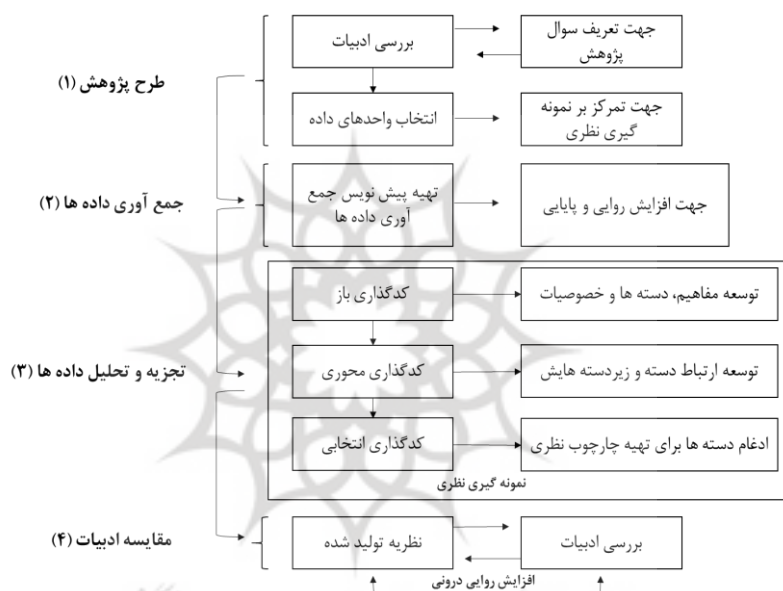 بررسی ادبیات
جهت تعریف سوال
پژوهش
طرح پژوهش (۱)
انتخاب واحدهای داده
جهت تمرکز بر نمونه
گیری نظری
جمع آوری داده ها (۲)
تهیه پیش نویس جمع
آوری داده ها
جهت افزایش روایی و پایایی
کدگذاری باز
توسعه مفاهیم، دسته ها و خصوصیات
تجزیه و تحلیل داده ها (۳)
کدگذاری محوری
توسعه ارتباط دسته و زیردسته هایش
کدگذاری انتخابی
ادغام دسته ها برای تهیه چارچوب نظری
نمونه گیری نظری
مقایسه ادبیات (۴)
نظریه تولید شده
بررسی ادبیات
افزایش روایی درونی